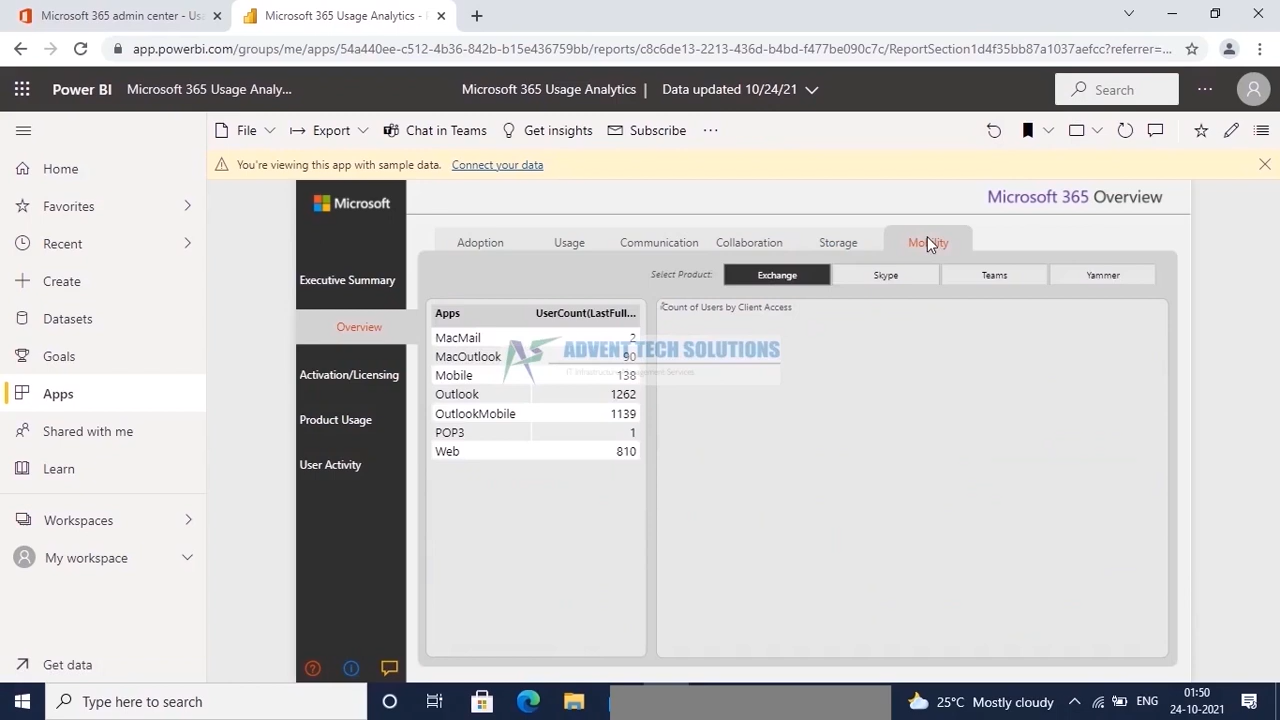 Microsoft 365 admin center - Usa
Microsoft 365 Usage Analytics -
app.powerbi.com/groups/me/apps/54a440ee-c512-4b36-842b-b15e436759bb/reports/c8c6de13-2213-436d-b4bd-f477be090c7c/ReportSection1d4f35bb87a1037aefcc?referrer=...
Power BI Microsoft 365 Usage Analy... Microsoft 365 Usage Analytics | Data updated 10/24/21 Search
File Export Chat in Teams Get insights Subscribe
You're viewing this app with sample data. Connect your data
Home
Favorites
Recent
Create
Datasets
Goals
Apps
Shared with me
Learn
Workspaces
My workspace
Get data
Microsoft
Executive Summary
Overview
Activation/Licensing
Product Usage
User Activity
Microsoft 365 Overview
Adoption Usage Communication Collaboration Storage
Select Product: Exchange Skype Teams Yammer
Apps UserCount(LastFull...
MacMail 2
MacOutlook 90
Mobile 138
Outlook 1262
OutlookMobile 1139
POP3 1
Web 810
Count of Users by Client Access
ADVENT TECH SOLUTIONS
Type here to search
25°C Mostly cloudy ENG 01:50
24-10-2021